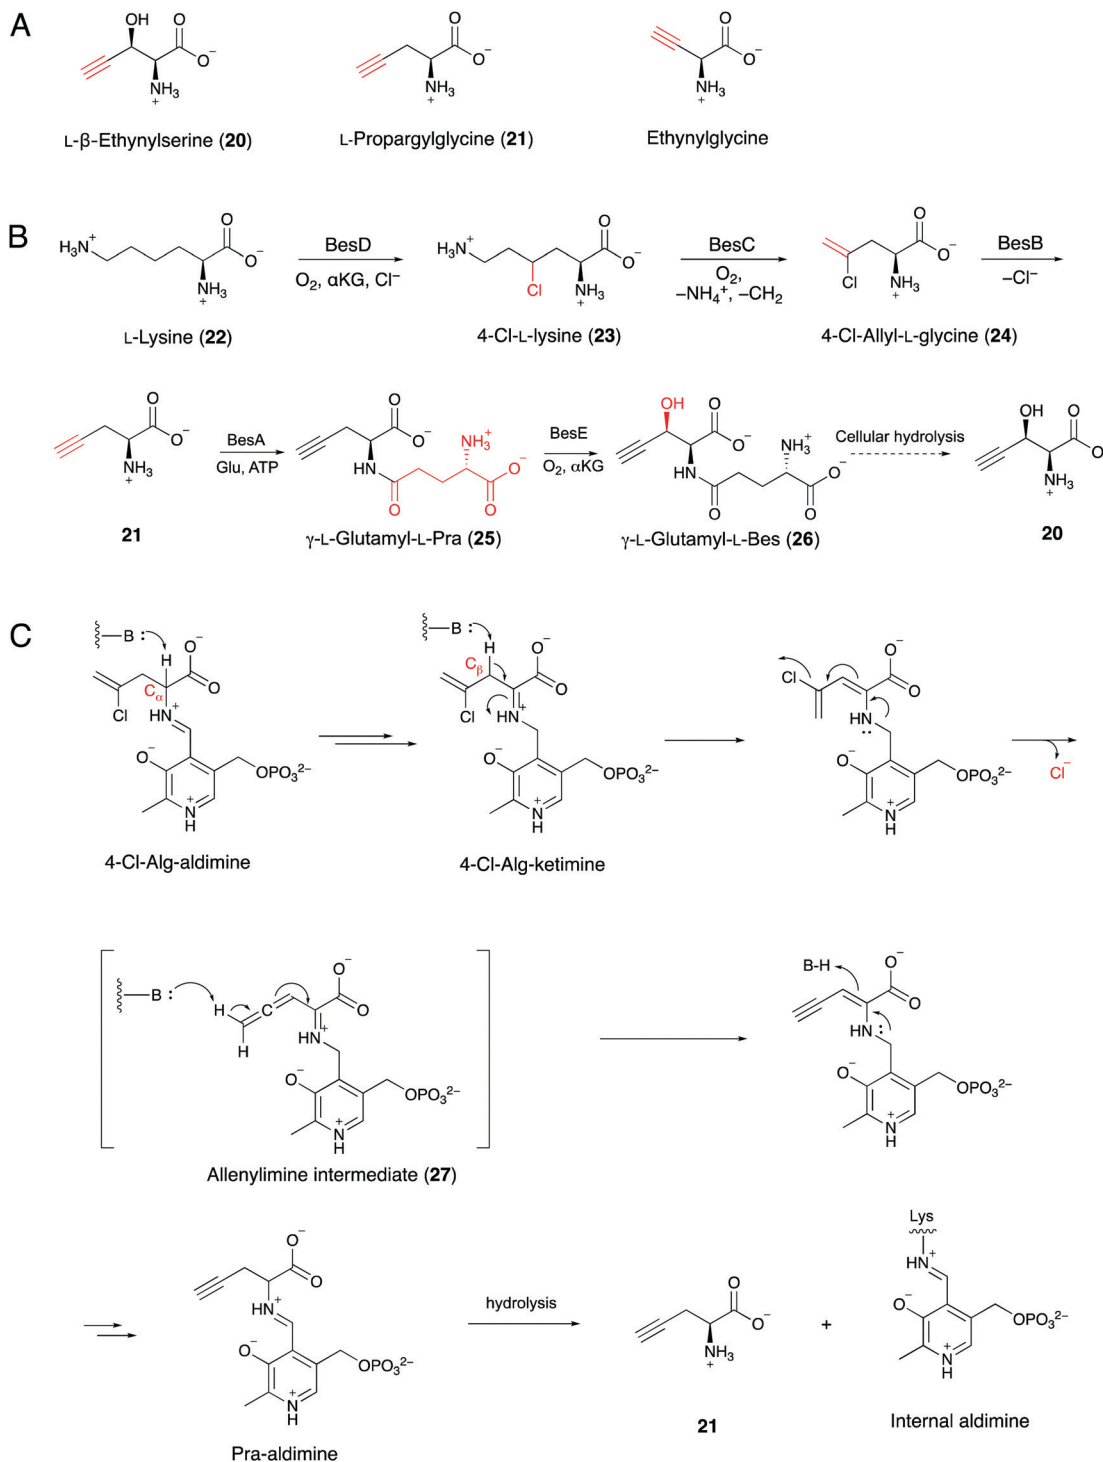 A
OH O O⁻ NH₃ +
O O⁻ NH₃ +
O O⁻ NH₃ +
L-β-Ethynylserine (20)
L-Propargylglycine (21)
Ethynylglycine
B
H₃N⁺ O O⁻ NH₃ +
BesD
O₂, αKG, Cl⁻
H₃N⁺ Cl O O⁻ NH₃ +
BesC
O₂,
–NH₄⁺, –CH₂
Cl O O⁻ NH₃ +
BesB
–Cl⁻
L-Lysine (22)
4-Cl-L-lysine (23)
4-Cl-Allyl-L-glycine (24)
O O⁻ NH₃ +
BesA
Glu, ATP
O O⁻ HN O NH₃⁺ O⁻ O
BesE
O₂, αKG
OH O O⁻ HN O NH₃⁺ O⁻ O
Cellular hydrolysis
OH O O NH₃ +
21
γ-L-Glutamyl-L-Pra (25)
γ-L-Glutamyl-L-Bes (26)
20
C
B: H O⁻ O Cα Cl HN + O⁻ OPO₃²⁻ N + H
B: H O⁻ O Cβ Cl HN + O⁻ OPO₃²⁻ N + H
Cl O⁻ O HN : O⁻ OPO₃²⁻ N + H
Cl⁻
4-Cl-Alg-aldimine
4-Cl-Alg-ketimine
B: H C H O⁻ O HN + O⁻ OPO₃²⁻ N + H
B-H O⁻ O HN : O⁻ OPO₃²⁻ N + H
Allenylimine intermediate (27)
O⁻ O HN + O⁻ OPO₃²⁻ N + H
hydrolysis
O O⁻ NH₃ +
+
Lys HN + O⁻ OPO₃²⁻ N + H
21
Internal aldimine
Pra-aldimine